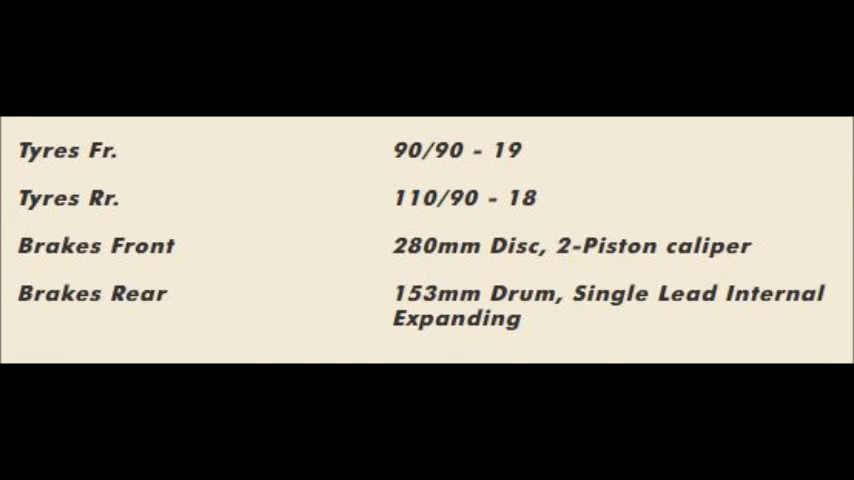 Tyres Fr. 90/90 - 19
Tyres Rr. 110/90 - 18
Brakes Front 280mm Disc, 2-Piston caliper
Brakes Rear 153mm Drum, Single Lead Internal
Expanding